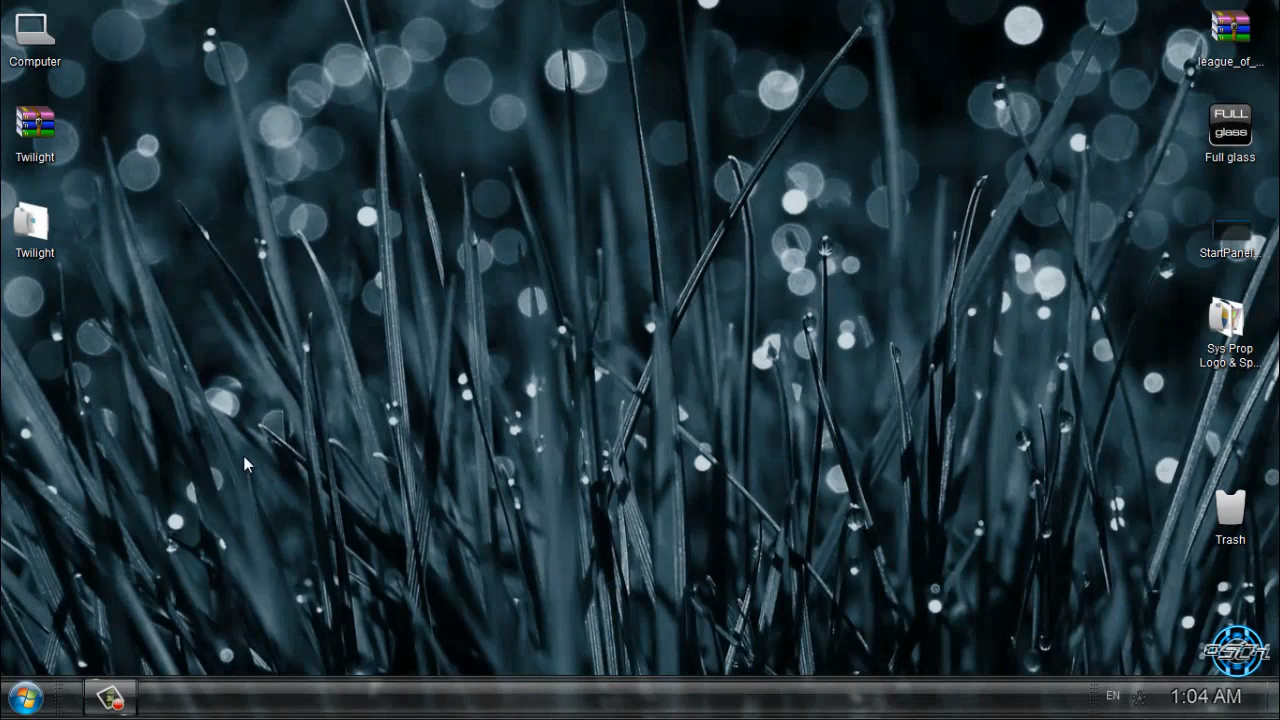 Computer
Twilight
Twilight
league_of_...
FULL
glass
Full glass
StartPanel...
Sys Prop
Logo & Sp...
Trash
EN
1:04 AM